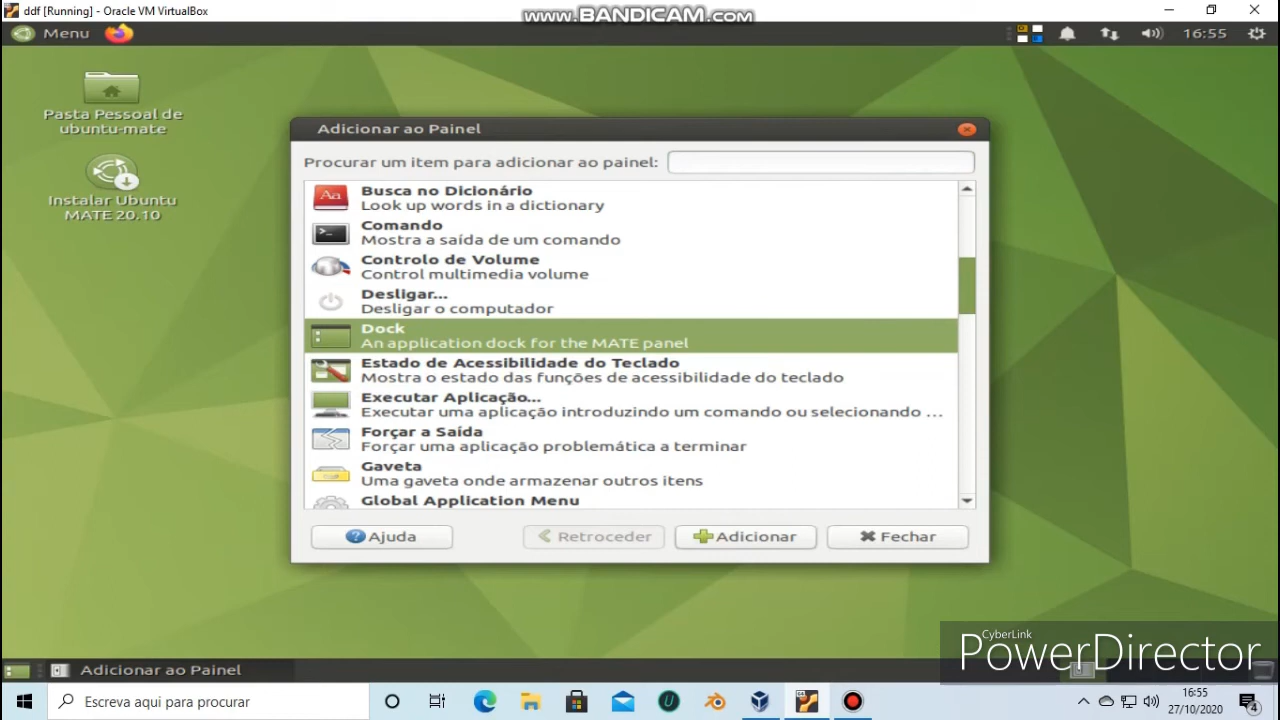 ddf [Running] - Oracle VM VirtualBox
www.BANDICAM.com
Menu
16:55
Pasta Pessoal de
ubuntu-mate
Instalar Ubuntu
MATE 20.10
Adicionar ao Painel
Procurar um item para adicionar ao painel:
Aa
Busca no Dicionário
Look up words in a dictionary
Comando
Mostra a saída de um comando
Controlo de Volume
Control multimedia volume
Desligar...
Desligar o computador
Dock
An application dock for the MATE panel
Estado de Acessibilidade do Teclado
Mostra o estado das funções de acessibilidade do teclado
Executar Aplicação...
Executar uma aplicação introduzindo um comando ou selecionando ...
Forçar a Saída
Forçar uma aplicação problemática a terminar
Gaveta
Uma gaveta onde armazenar outros itens
Global Application Menu
Ajuda
Retroceder
Adicionar
Fechar
CyberLink
PowerDirector
Adicionar ao Painel
Escreva aqui para procurar
16:55
27/10/2020
4